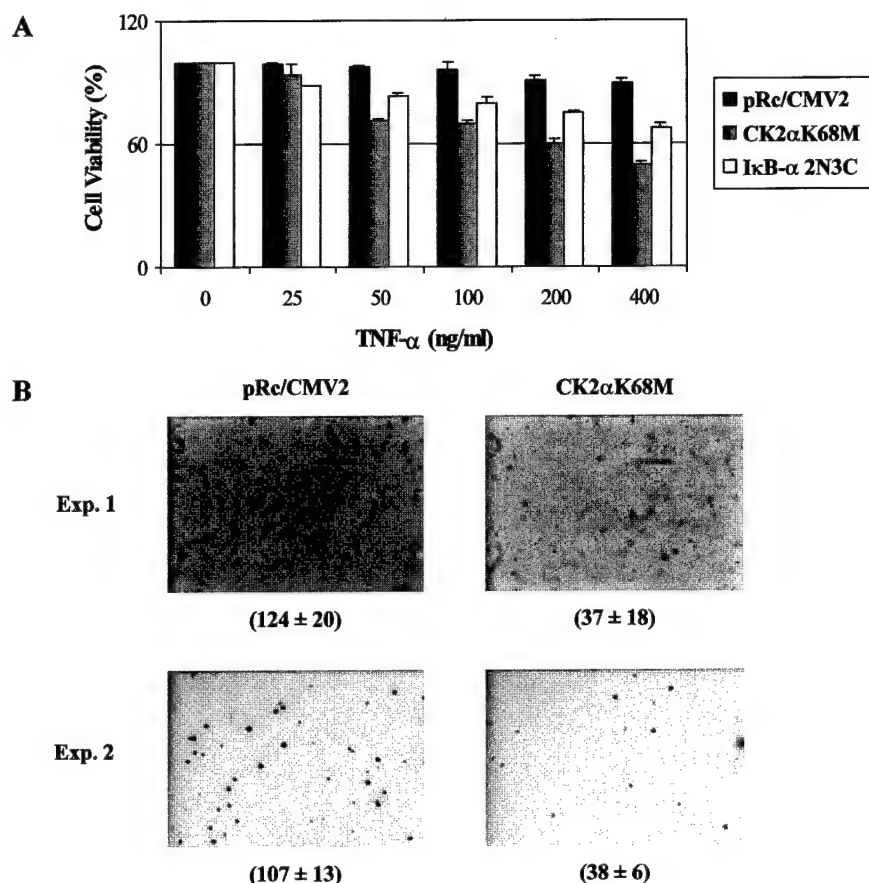 A
120
60
0
Cell Viability (%)
0 25 50 100 200 400
TNF-α (ng/ml)
pRc/CMV2
CK2αK68M
IκB-α 2N3C
B
pRc/CMV2 CK2αK68M
Exp. 1
(124 ± 20) (37 ± 18)
Exp. 2
(107 ± 13) (38 ± 6)